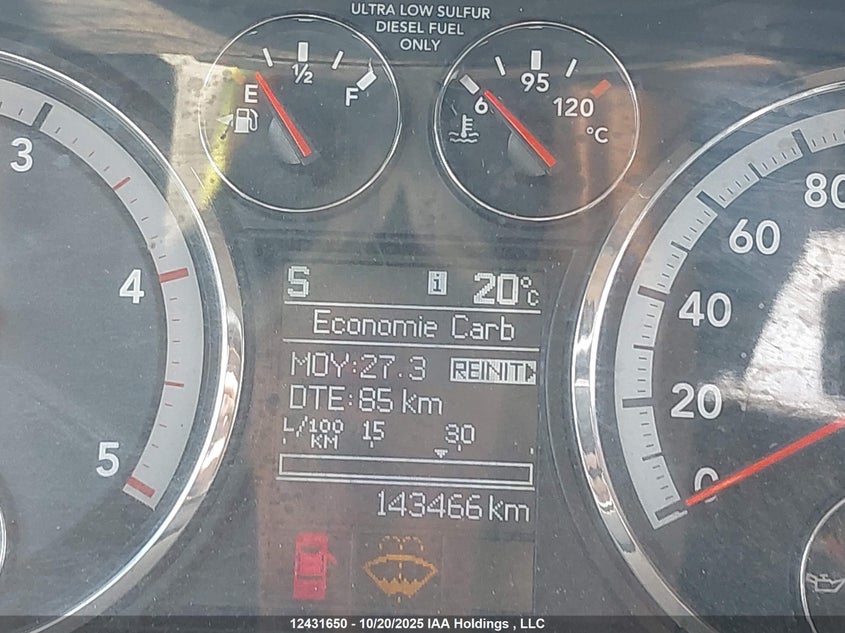 ULTRA LOW SULFUR
DIESEL FUEL
ONLY
E ½ F
6 95 120
°C
3
4
5
80
60
40
20
0
S i 20°C
Economie Carb
MOY:27.3 REINIT
DTE:85 km
L/100 KM 15 30
143466 km
12431650 - 10/20/2025 IAA Holdings , LLC